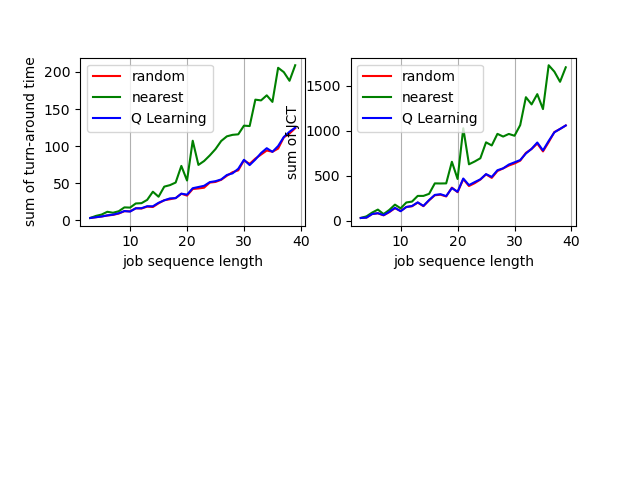 sum of turn-around time
200
150
100
50
0
random
nearest
Q Learning
10
20
30
40
job sequence length
sum of JCT
1500
1000
500
0
random
nearest
Q Learning
10
20
30
40
job sequence length